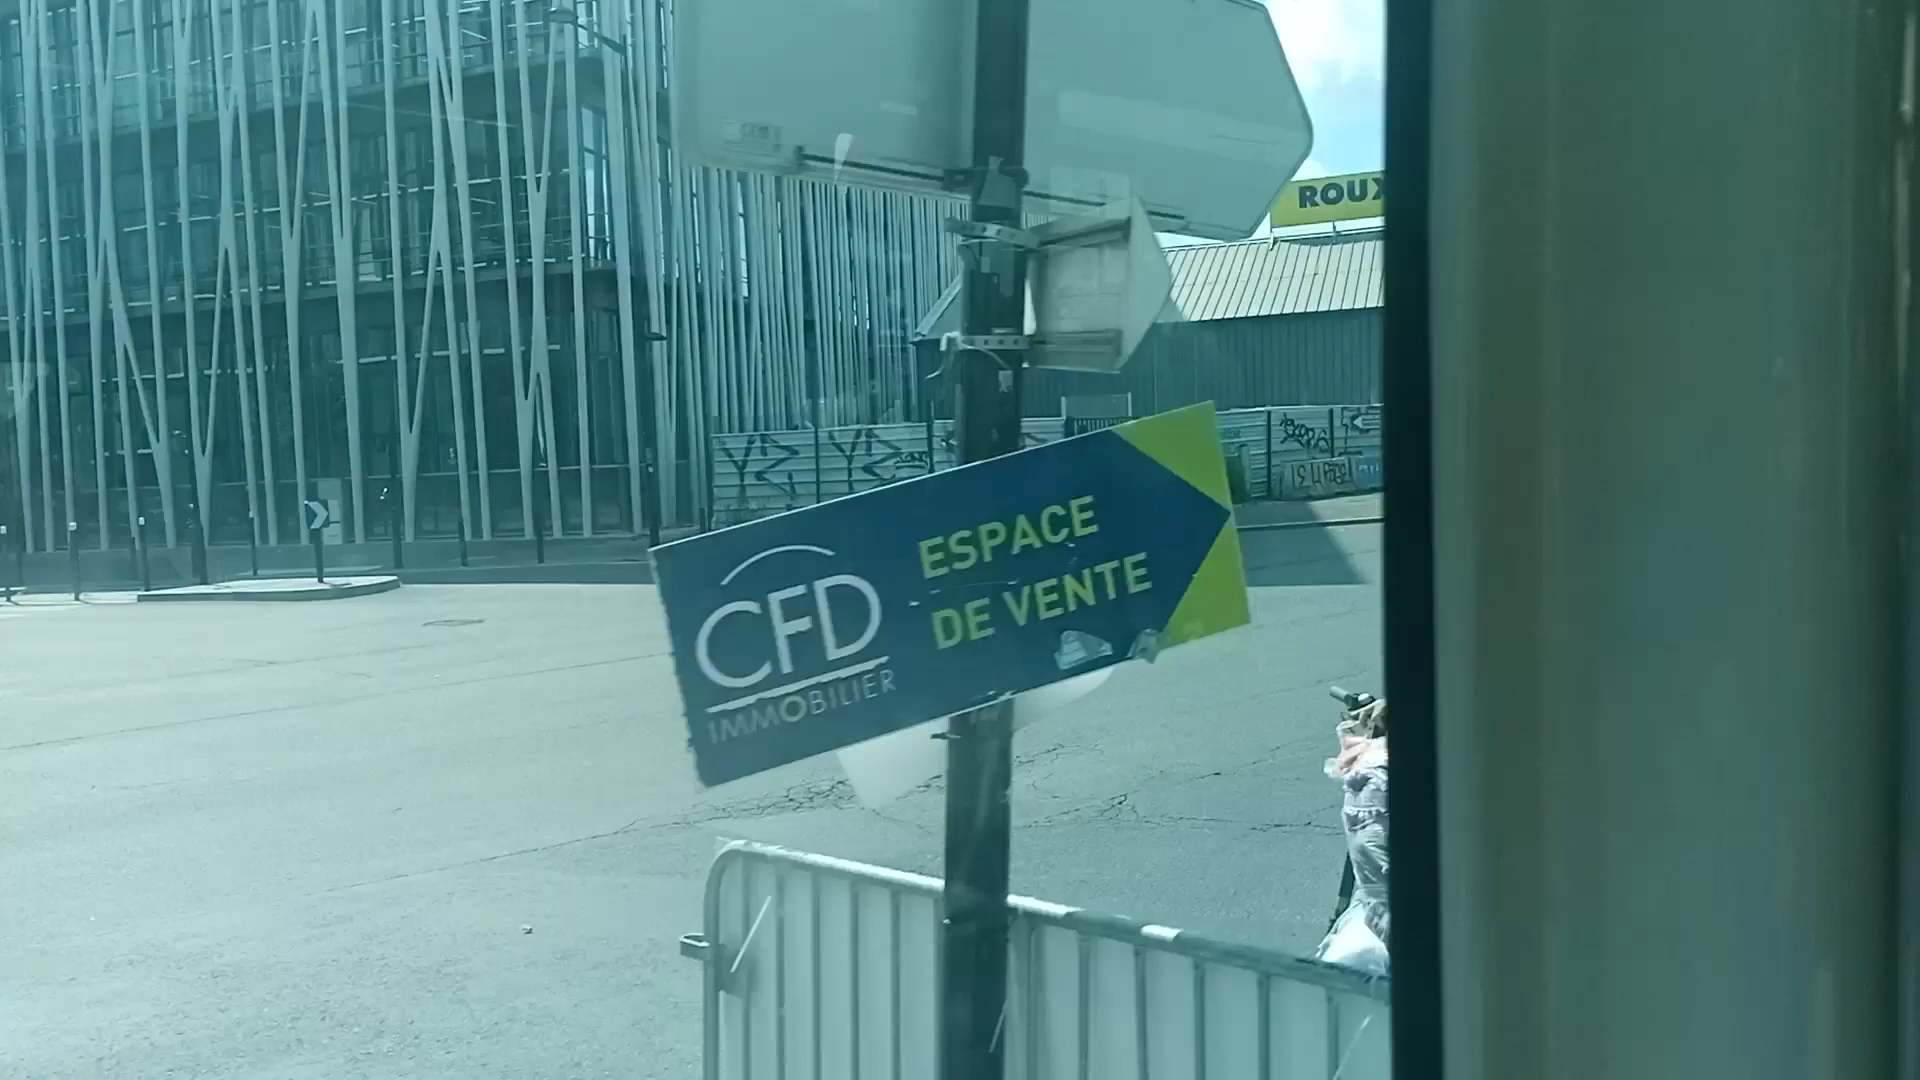 ROUX
CFD
IMMOBILIER
ESPACE
DE VENTE